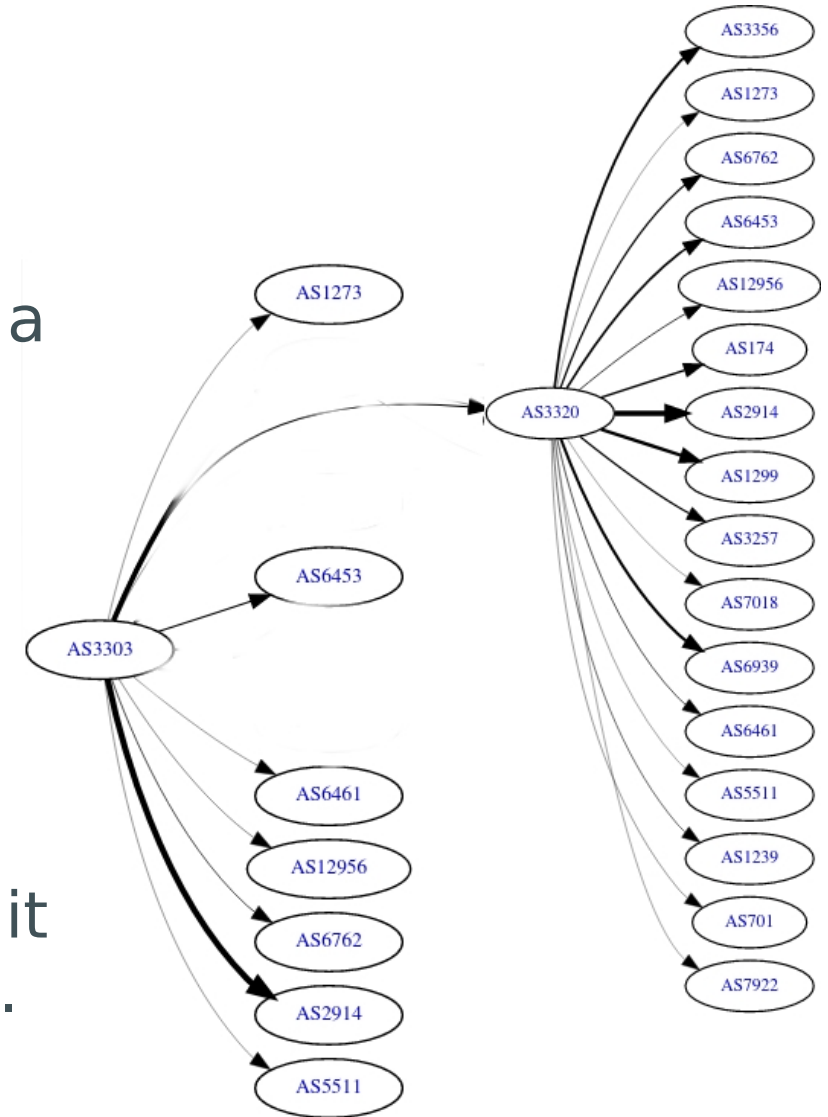 a
it
.
AS3303
AS1273
AS6453
AS6461
AS12956
AS6762
AS2914
AS5511
AS3320
AS3356
AS1273
AS6762
AS6453
AS12956
AS174
AS2914
AS1299
AS3257
AS7018
AS6939
AS6461
AS5511
AS1239
AS701
AS7922